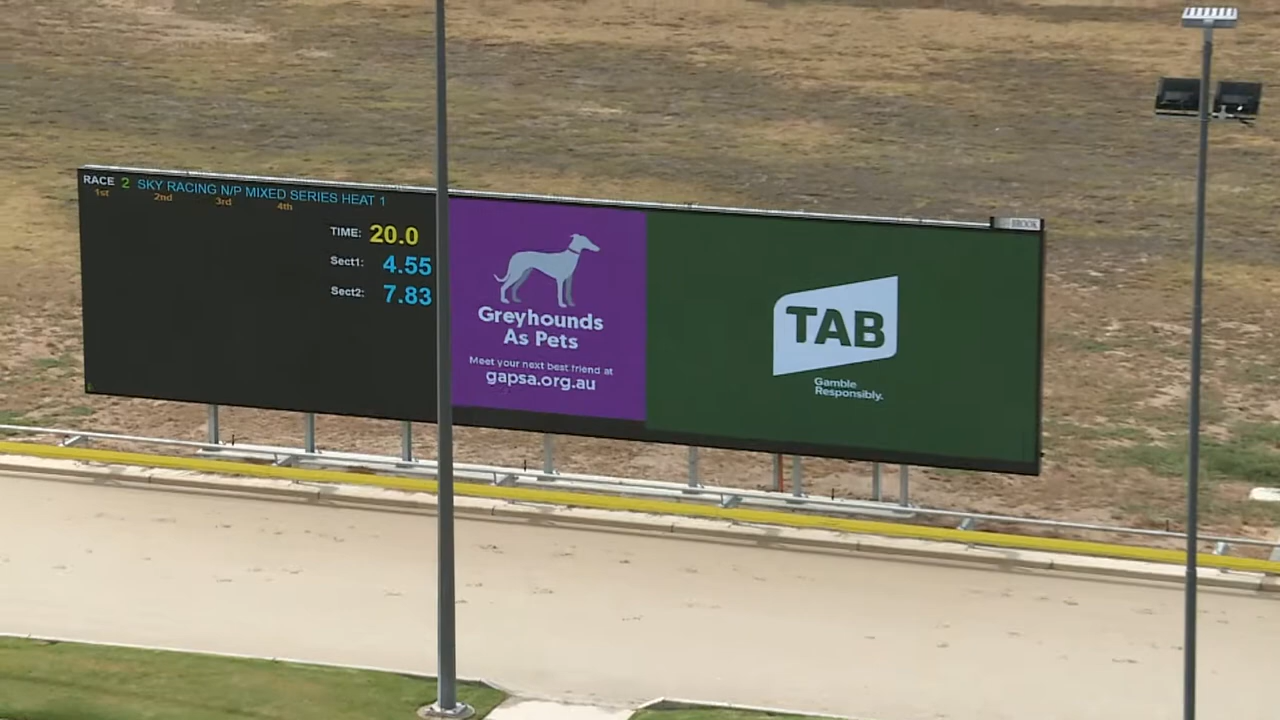 RACE 2 SKY RACING N/P MIXED SERIES HEAT 1
1st 2nd 3rd 4th
TIME: 20.0
Sect1: 4.55
Sect2: 7.83
Greyhounds
As Pets
Meet your next best friend at
gapsa.org.au
TAB
Gamble
Responsibly.
BROOK